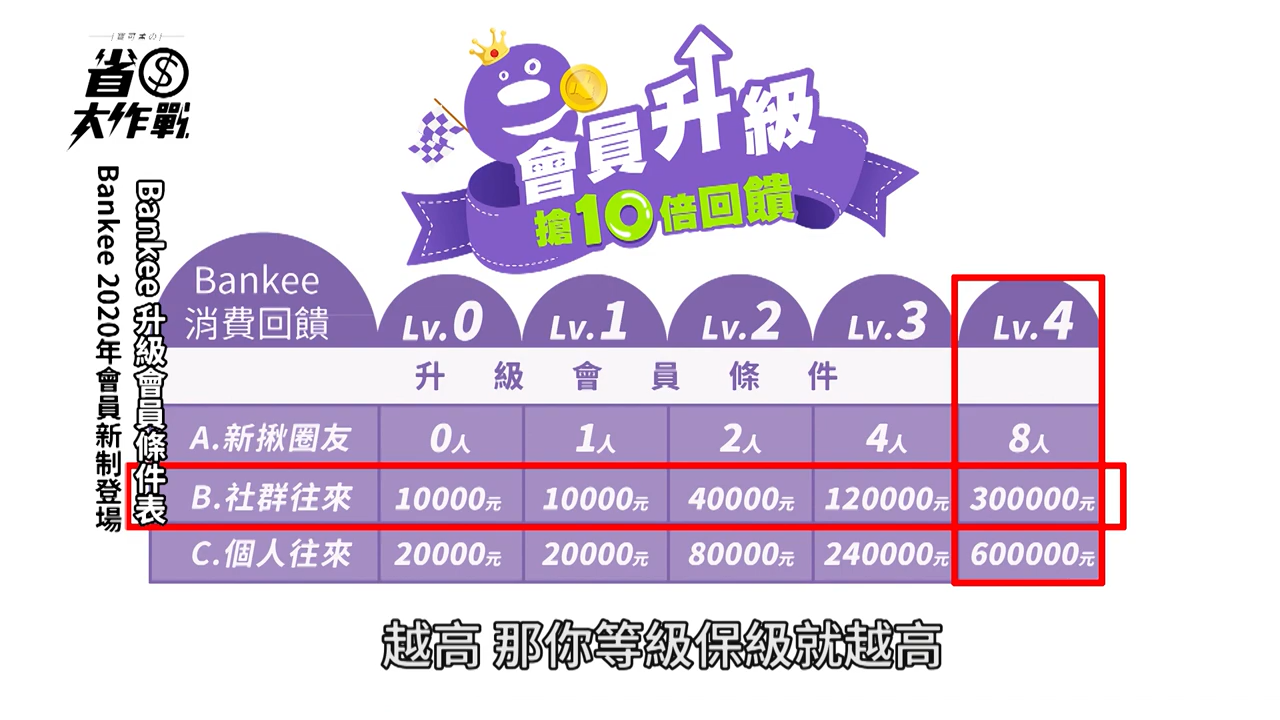 寶可孟の
省
大作戰
會員升級
搶10倍回饋
Bankee 升級會員條件表
Bankee 2020年會員新制登場
Bankee
消費回饋
Lv.0
Lv.1
Lv.2
Lv.3
Lv.4
升級會員條件
A.新揪圈友 0人 1人 2人 4人 8人
B.社群往來 10000元 10000元 40000元 120000元 300000元
C.個人往來 20000元 20000元 80000元 240000元 600000元
越高 那你等級保級就越高